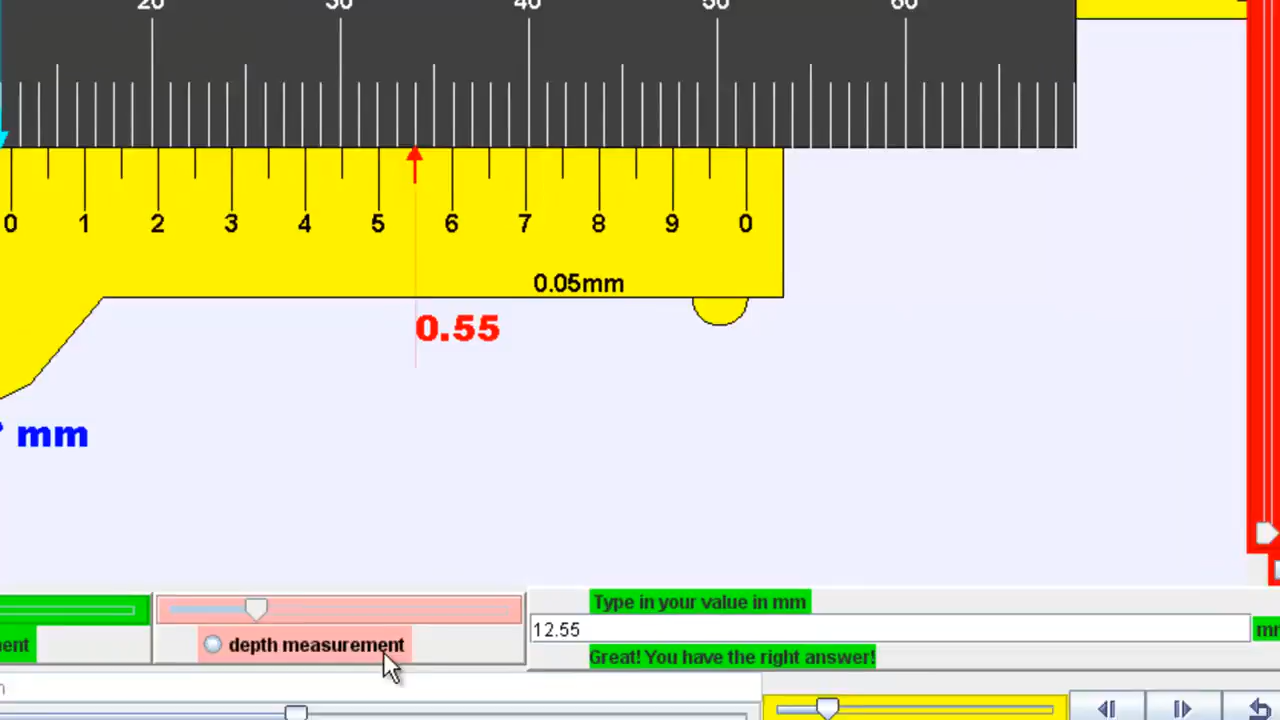 20 30 40 50 60
0 1 2 3 4 5 6 7 8 9 0
0.05mm
0.55
mm
Type in your value in mm
12.55
depth measurement
Great! You have the right answer!